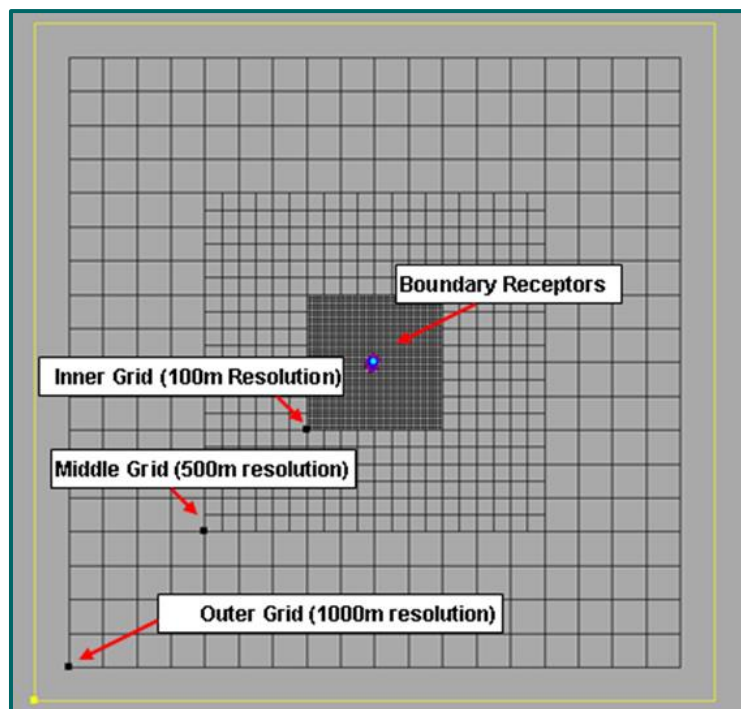 Boundary Receptors
Inner Grid (100m Resolution)
Middle Grid (500m resolution)
Outer Grid (1000m resolution)